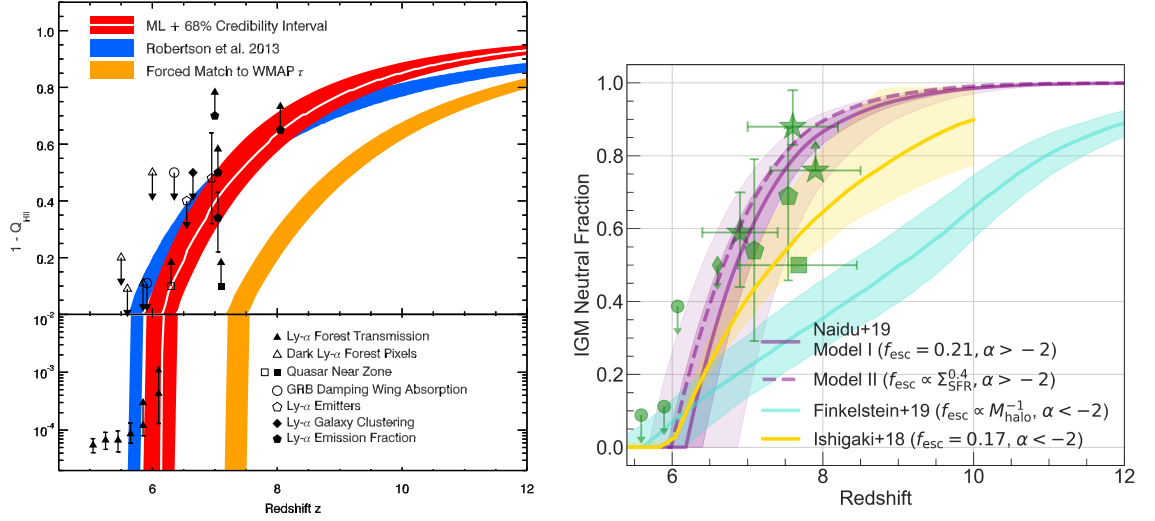 ML + 68% Credibility Interval
Robertson et al. 2013
Forced Match to WMAP τ
1.0
0.8
0.6
0.4
0.2
10⁻²
10⁻³
10⁻⁴
1 - Q_HII
Ly-α Forest Transmission
Dark Ly-α Forest Pixels
Quasar Near Zone
GRB Damping Wing Absorption
Ly-α Emitters
Ly-α Galaxy Clustering
Ly-α Emission Fraction
6 8 10 12
Redshift z
IGM Neutral Fraction
1.0
0.8
0.6
0.4
0.2
0.0
Naidu+19
Model I (f_esc = 0.21, α > −2)
Model II (f_esc ∝ Σ_SFR^0.4, α > −2)
Finkelstein+19 (f_esc ∝ M_halo^−1, α < −2)
Ishigaki+18 (f_esc = 0.17, α < −2)
6 8 10 12
Redshift